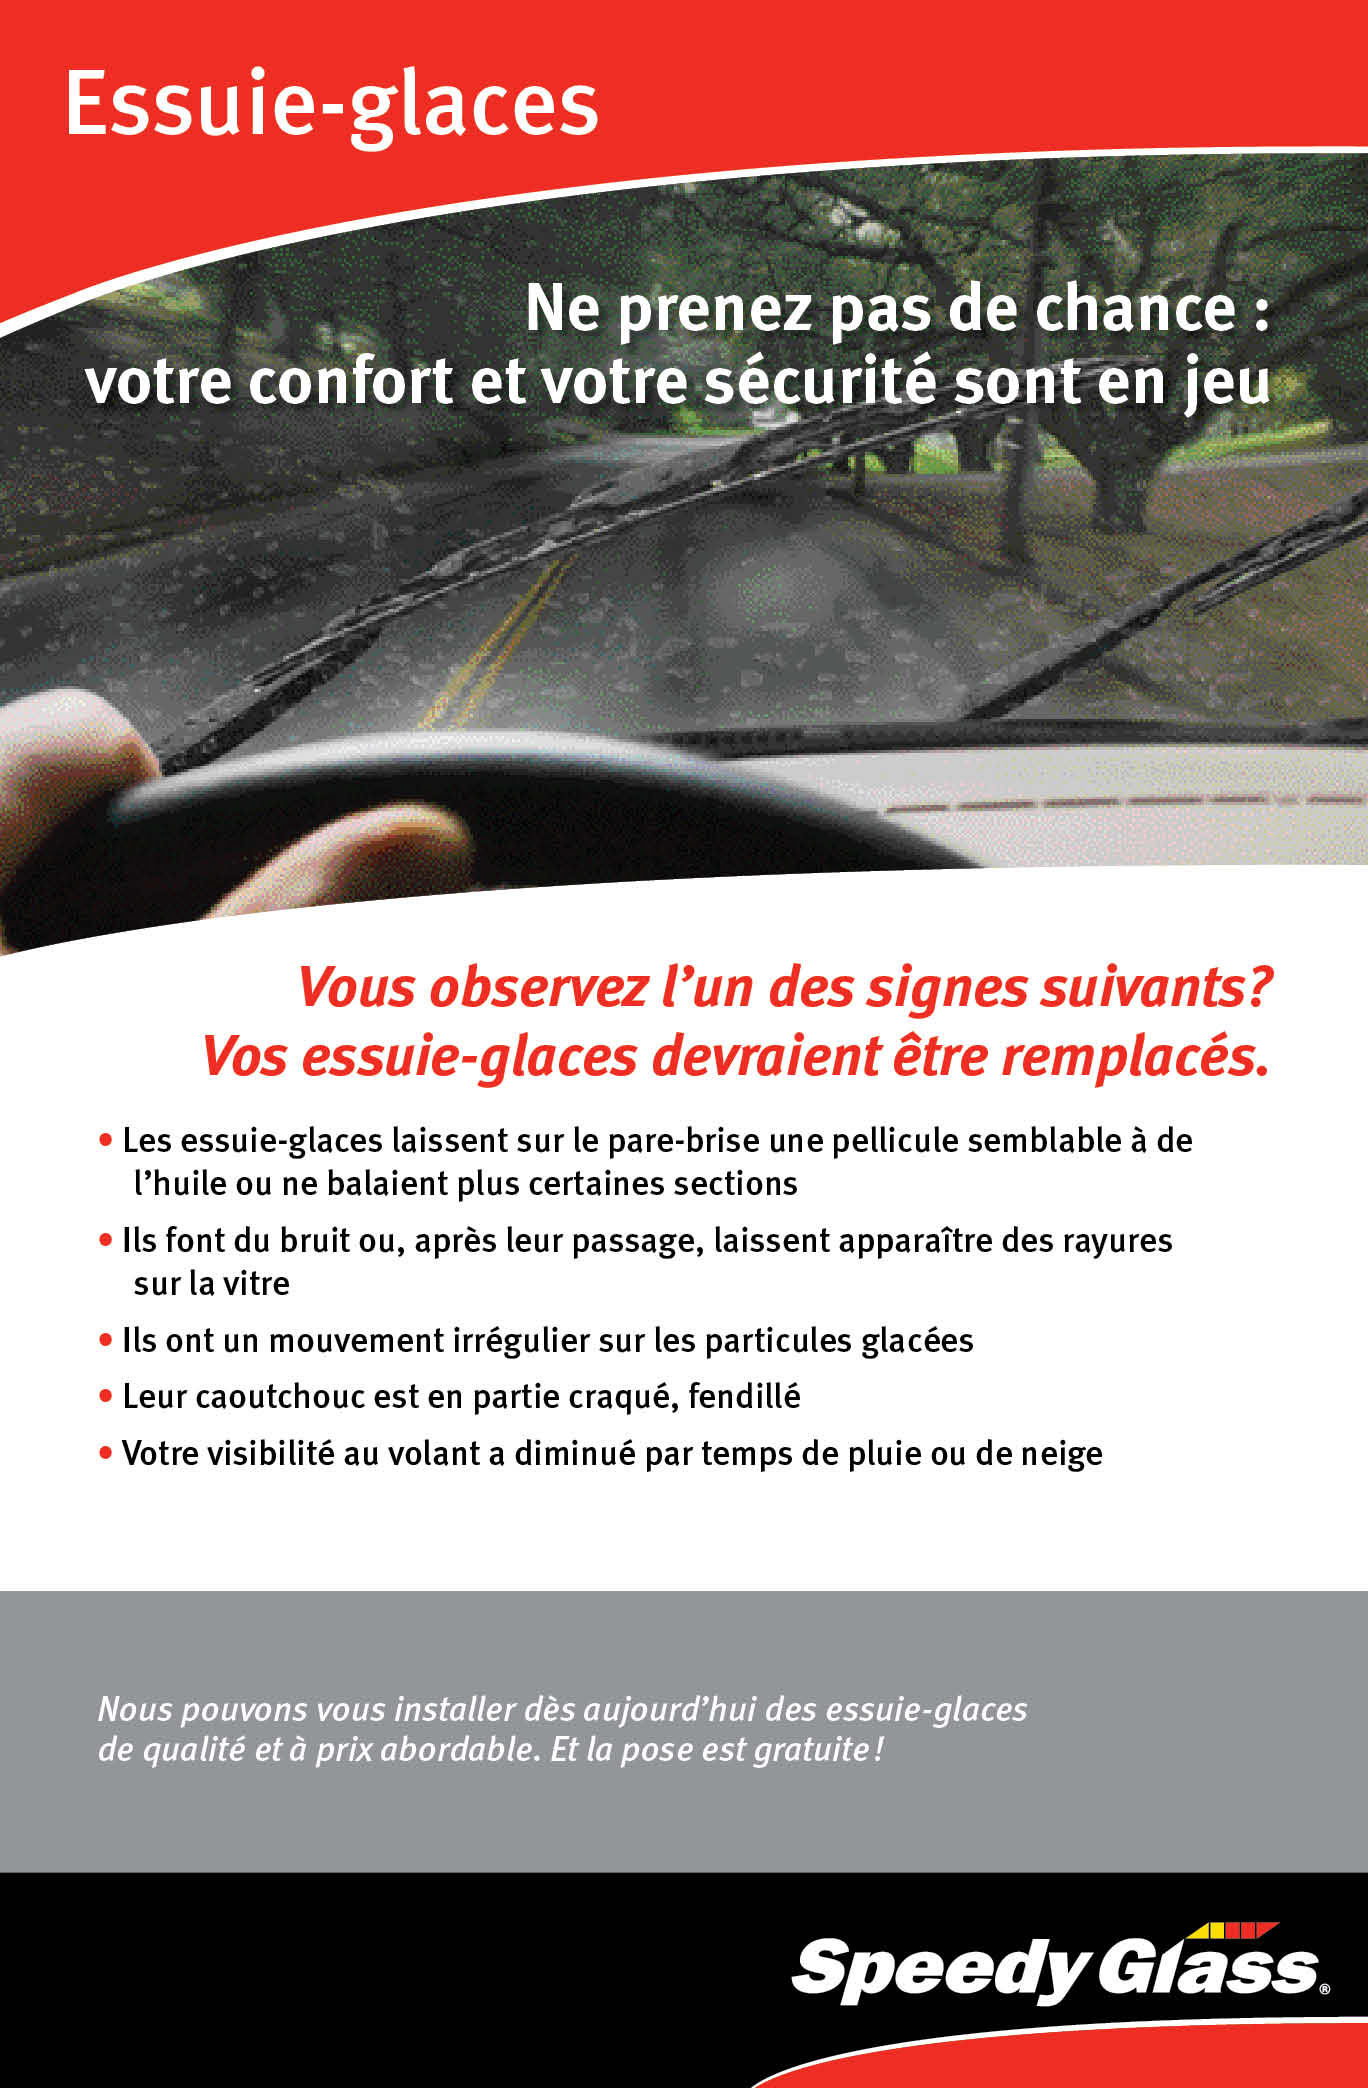 Essuie-glaces
Ne prenez pas de chance :
votre confort et votre sécurité sont en jeu
Vous observez l’un des signes suivants?
Vos essuie-glaces devraient être remplacés.
• Les essuie-glaces laissent sur le pare-brise une pellicule semblable à de
l’huile ou ne balaient plus certaines sections
• Ils font du bruit ou, après leur passage, laissent apparaître des rayures
sur la vitre
• Ils ont un mouvement irrégulier sur les particules glacées
• Leur caoutchouc est en partie craqué, fendillé
• Votre visibilité au volant a diminué par temps de pluie ou de neige
Nous pouvons vous installer dès aujourd’hui des essuie-glaces
de qualité et à prix abordable. Et la pose est gratuite !
Speedy Glass®